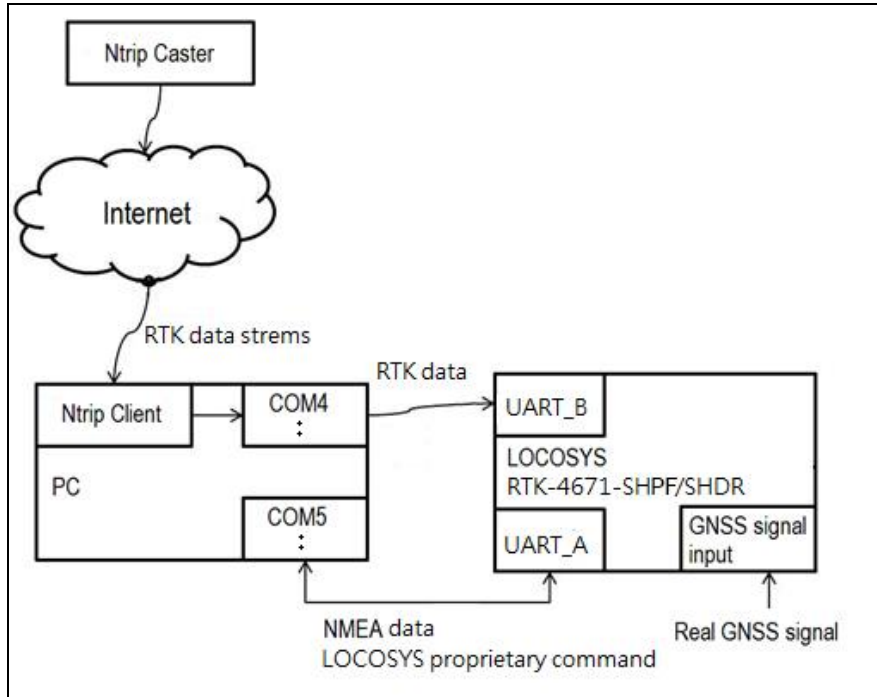 Ntrip Caster
Internet
RTK data strems
RTK data
Ntrip Client
COM4
:
UART_B
PC
LOCOSYS
RTK-4671-SHPF/SHDR
COM5
:
UART_A
GNSS signal
input
NMEA data
LOCOSYS proprietary command
Real GNSS signal